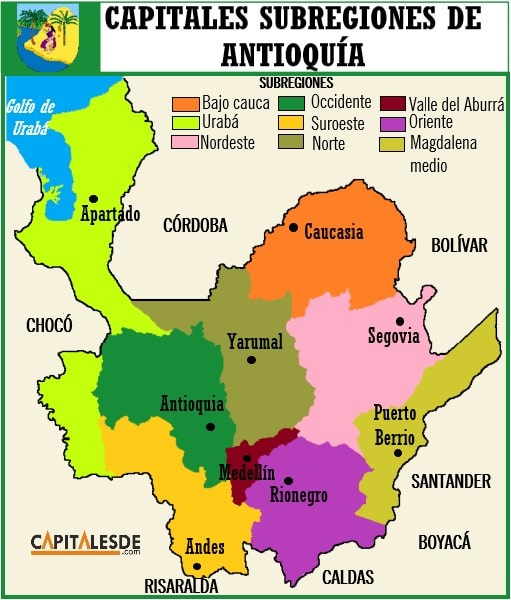 CAPITALES SUBREGIONES DE
ANTIOQUÍA
SUBREGIONES
Bajo cauca
Occidente
Valle del Aburrá
Urabá
Suroeste
Oriente
Nordeste
Norte
Magdalena
medio
Golfo de
Urabá
Apartado
CÓRDOBA
Caucasia
BOLÍVAR
CHOCÓ
Yarumal
Segovia
Antioquia
Puerto
Berrio
Medellín
Rionegro
SANTANDER
CAPITALESDE
.com
Andes
BOYACÁ
RISARALDA
CALDAS